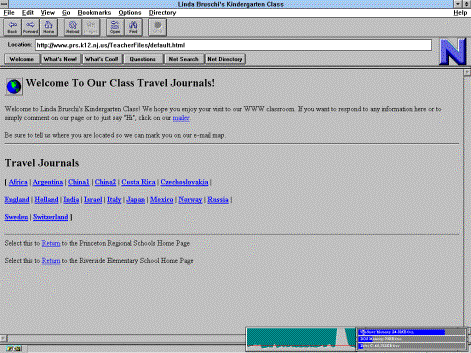 Linda Bruschi's Kindergarten Class
File Edit View Go Bookmarks Options Directory Help
Back Forward Home Reload Open Find
Location: http://www.prs.k12.nj.us/TeacherFiles/default.html
Welcome What's New! What's Cool! Questions Net Search Net Directory
Welcome To Our Class Travel Journals!
Welcome to Linda Bruschi's Kindergarten Class! We hope you enjoy your visit to our WWW classroom. If you want to respond to any information here or to
simply comment on our page or to just say "Hi", click on our mailer.
Be sure to tell us where you are located so we can mark you on our e-mail map.
Travel Journals
[ Africa | Argentina | China1 | China2 | Costa Rica | Czechoslovakia |
England | Holland | India | Israel | Italy | Japan | Mexico | Norway | Russia |
Sweden | Switzerland ]
Select this to Return to the Princeton Regional Schools Home Page
Select this to Return to the Riverside Elementary School Home Page